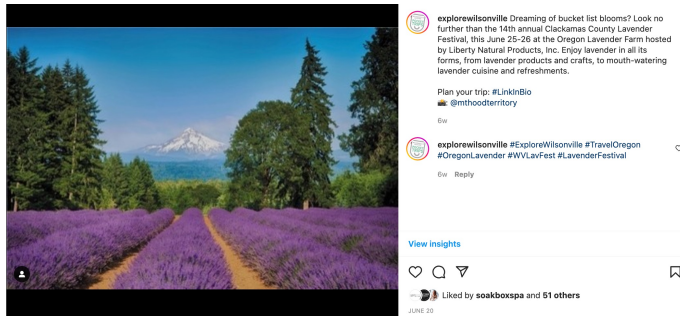 explorewilsonville Dreaming of bucket list blooms? Look no
further than the 14th annual Clackamas County Lavender
Festival, this June 25-26 at the Oregon Lavender Farm hosted
by Liberty Natural Products, Inc. Enjoy lavender in all its
forms, from lavender products and crafts, to mouth-watering
lavender cuisine and refreshments.
Plan your trip: #LinkInBio
📸: @mthoodterritory
6w
explorewilsonville #ExploreWilsonville #TravelOregon
#OregonLavender #WVLavFest #LavenderFestival
6w Reply
View insights
Liked by soakboxspa and 51 others
JUNE 20